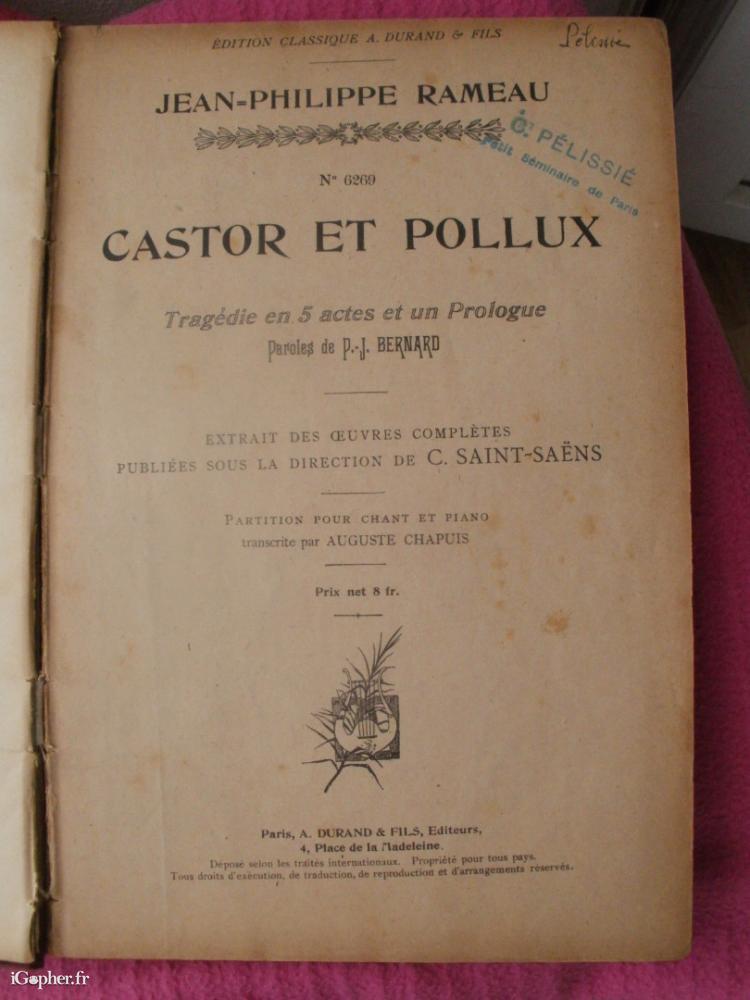 ÉDITION CLASSIQUE A. DURAND & FILS
JEAN-PHILIPPE RAMEAU
C. PÉLISSIÉ
Petit Séminaire de Paris
Nº 6269
CASTOR ET POLLUX
Tragédie en 5 actes et un Prologue
Paroles de P.-J. BERNARD
EXTRAIT DES ŒUVRES COMPLÈTES
PUBLIÉES SOUS LA DIRECTION DE C. SAINT-SAËNS
PARTITION POUR CHANT ET PIANO
transcrite par AUGUSTE CHAPUIS
Prix net 8 fr.
Paris, A. DURAND & FILS, Editeurs,
4, Place de la Madeleine.
Déposé selon les traités internationaux. Propriété pour tous pays.
Tous droits d'exécution, de traduction, de reproduction et d'arrangements réservés.
iGopher.fr